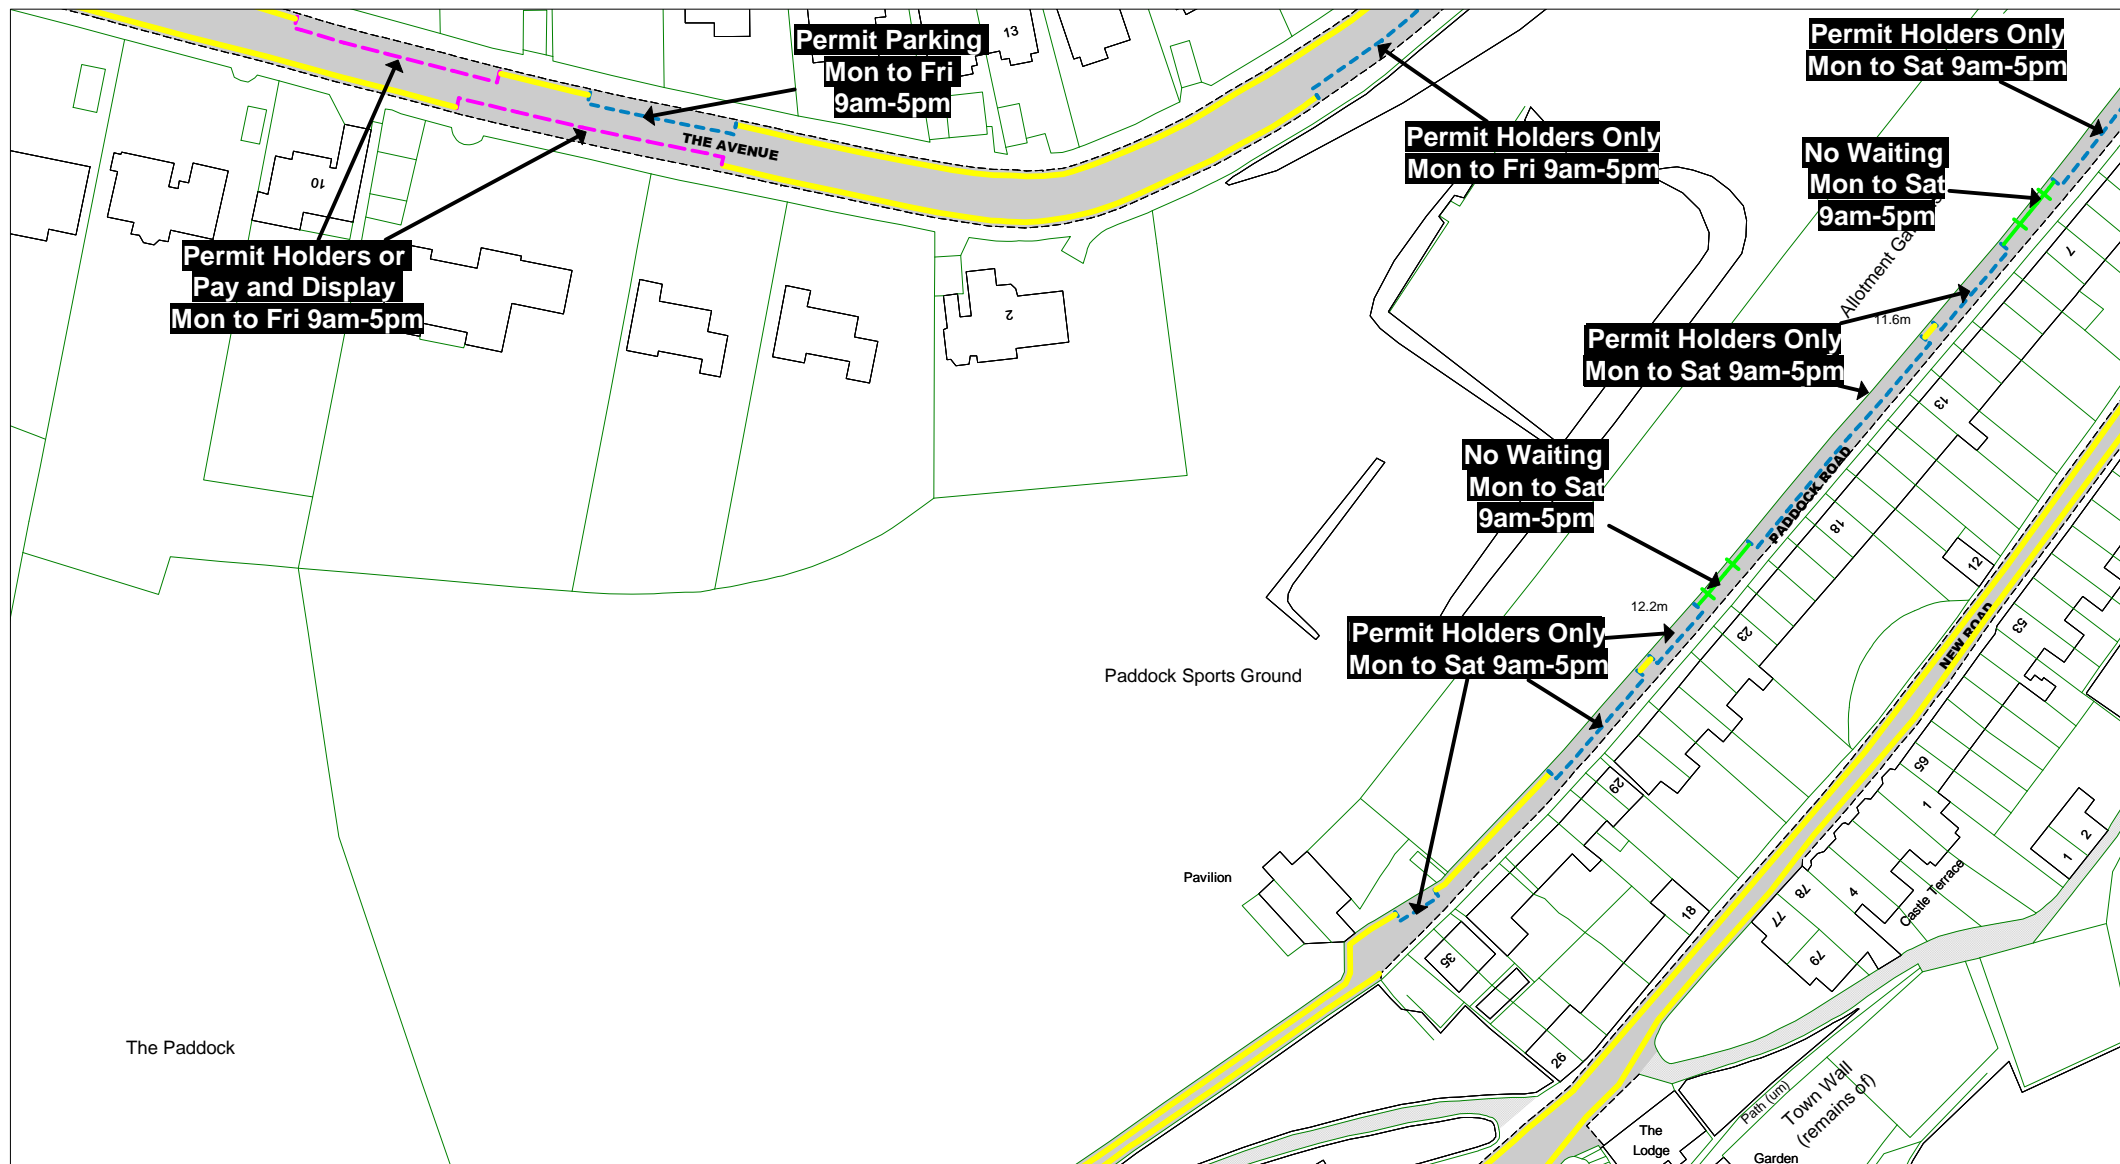 Permit Parking
Mon to Fri
9am-5pm
13
Permit Holders Only
Mon to Sat 9am-5pm
Permit Holders Only
Mon to Fri 9am-5pm
No Waiting
Mon to Sat
9am-5pm
THE AVENUE
10
Permit Holders or
Pay and Display
Mon to Fri 9am-5pm
2
7
Allotment
11.6m
Permit Holders Only
Mon to Sat 9am-5pm
13
No Waiting
Mon to Sat
9am-5pm
PADDOCK ROAD
18
12
12.2m
23
53
NEW ROAD
Permit Holders Only
Mon to Sat 9am-5pm
Paddock Sports Ground
29
65
1
2
1
Pavilion
78
4
Castle Terrace
77
18
79
35
The Paddock
26
Path (um)
Town Wall
(remains of)
The
Lodge
Garden